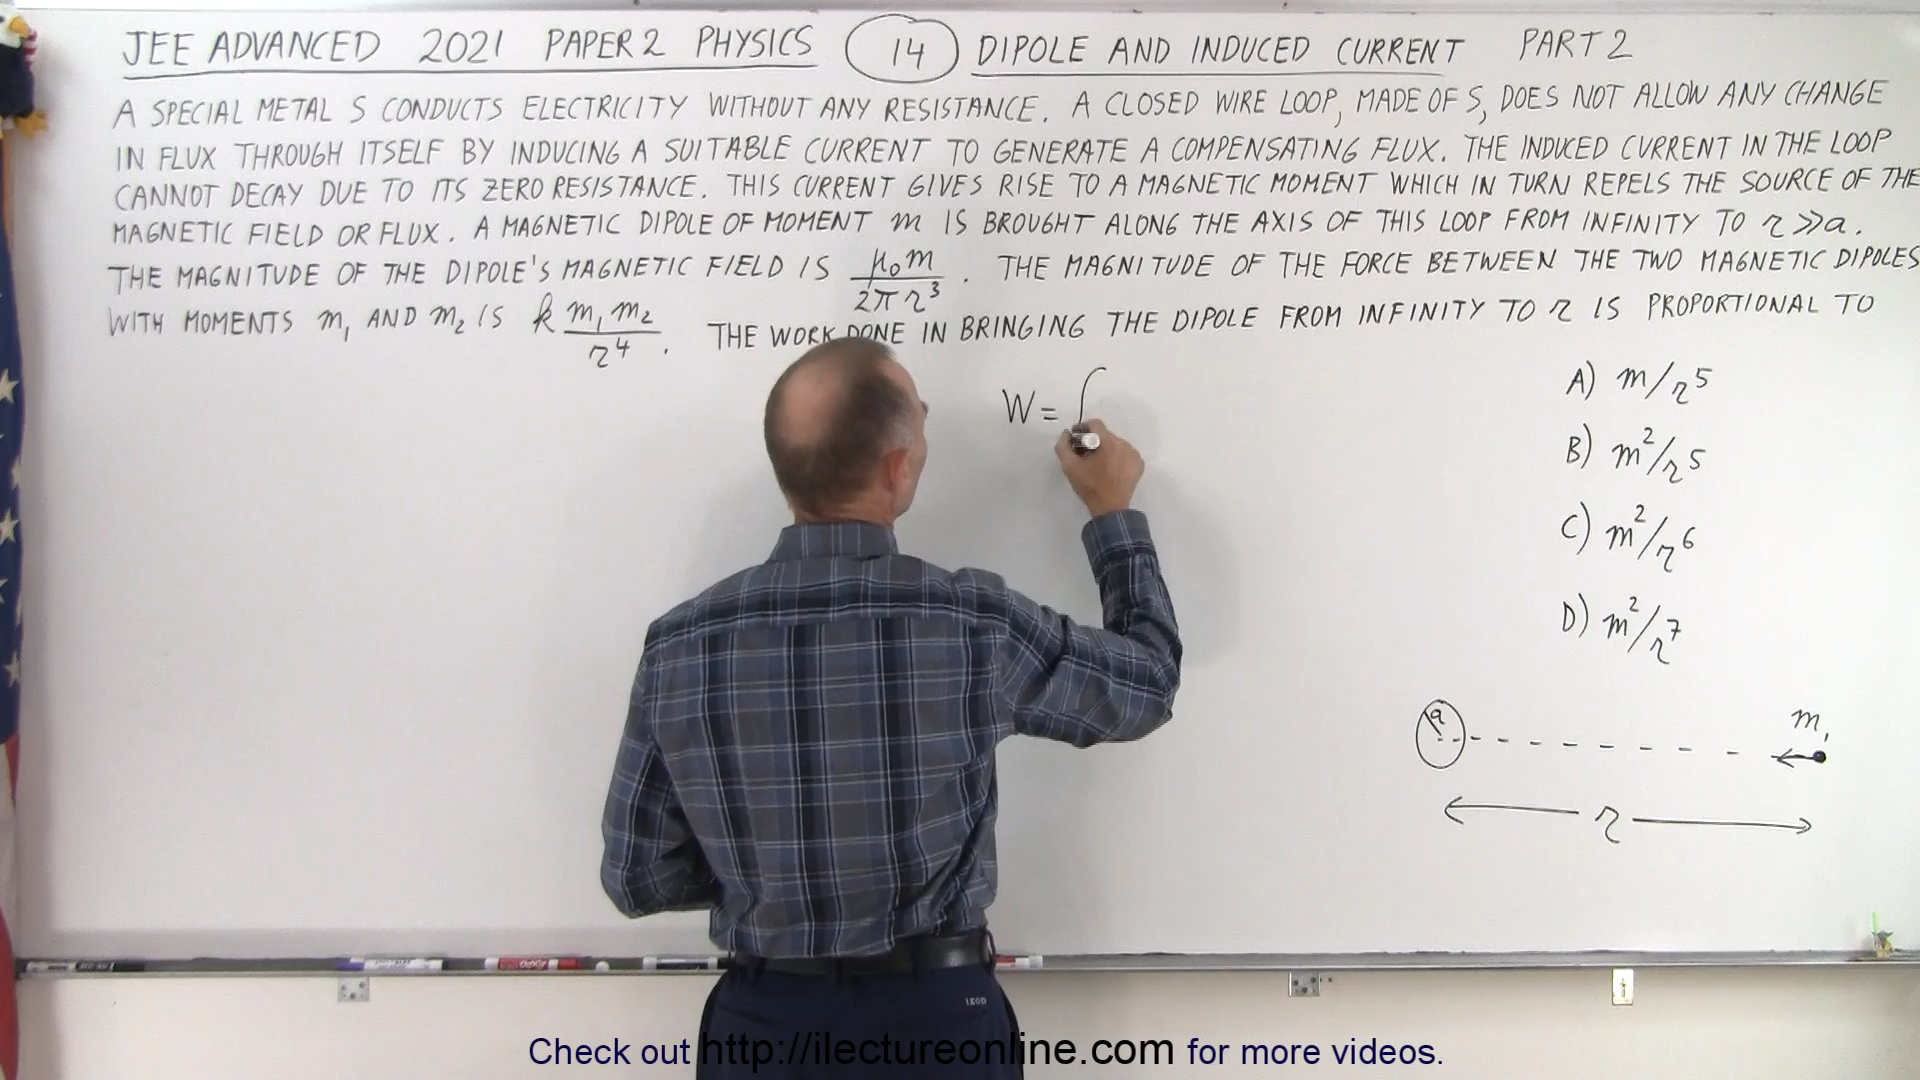 JEE ADVANCED 2021 PAPER 2 PHYSICS 14 DIPOLE AND INDUCED CURRENT PART 2
A SPECIAL METAL S CONDUCTS ELECTRICITY WITHOUT ANY RESISTANCE. A CLOSED WIRE LOOP, MADE OF S, DOES NOT ALLOW ANY CHANGE
IN FLUX THROUGH ITSELF BY INDUCING A SUITABLE CURRENT TO GENERATE A COMPENSATING FLUX. THE INDUCED CURRENT IN THE LOOP
CANNOT DECAY DUE TO ITS ZERO RESISTANCE. THIS CURRENT GIVES RISE TO A MAGNETIC MOMENT WHICH IN TURN REPELS THE SOURCE OF THE
MAGNETIC FIELD OR FLUX. A MAGNETIC DIPOLE OF MOMENT m IS BROUGHT ALONG THE AXIS OF THIS LOOP FROM INFINITY TO r >> a.
THE MAGNITUDE OF THE DIPOLE'S MAGNETIC FIELD IS μ₀m / 2πr³. THE MAGNITUDE OF THE FORCE BETWEEN THE TWO MAGNETIC DIPOLES
WITH MOMENTS m₁ AND m₂ IS k m₁m₂ / r⁴. THE WORK DONE IN BRINGING THE DIPOLE FROM INFINITY TO r IS PROPORTIONAL TO
W = ∫
A) m/r⁵
B) m²/r⁵
C) m²/r⁶
D) m²/r⁷
a m₁
r
IZOD
Check out http://ilectureonline.com for more videos.